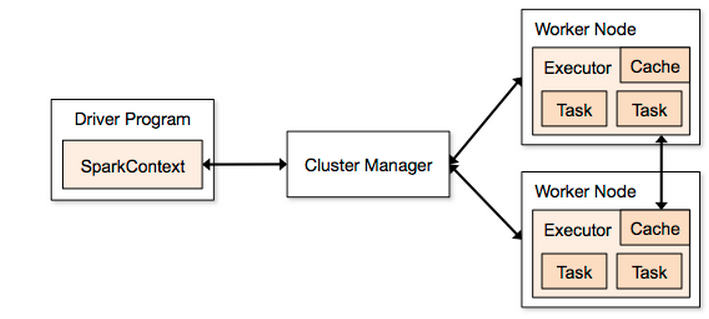 Driver Program
SparkContext
Cluster Manager
Worker Node
Executor
Cache
Task
Task
Worker Node
Executor
Cache
Task
Task